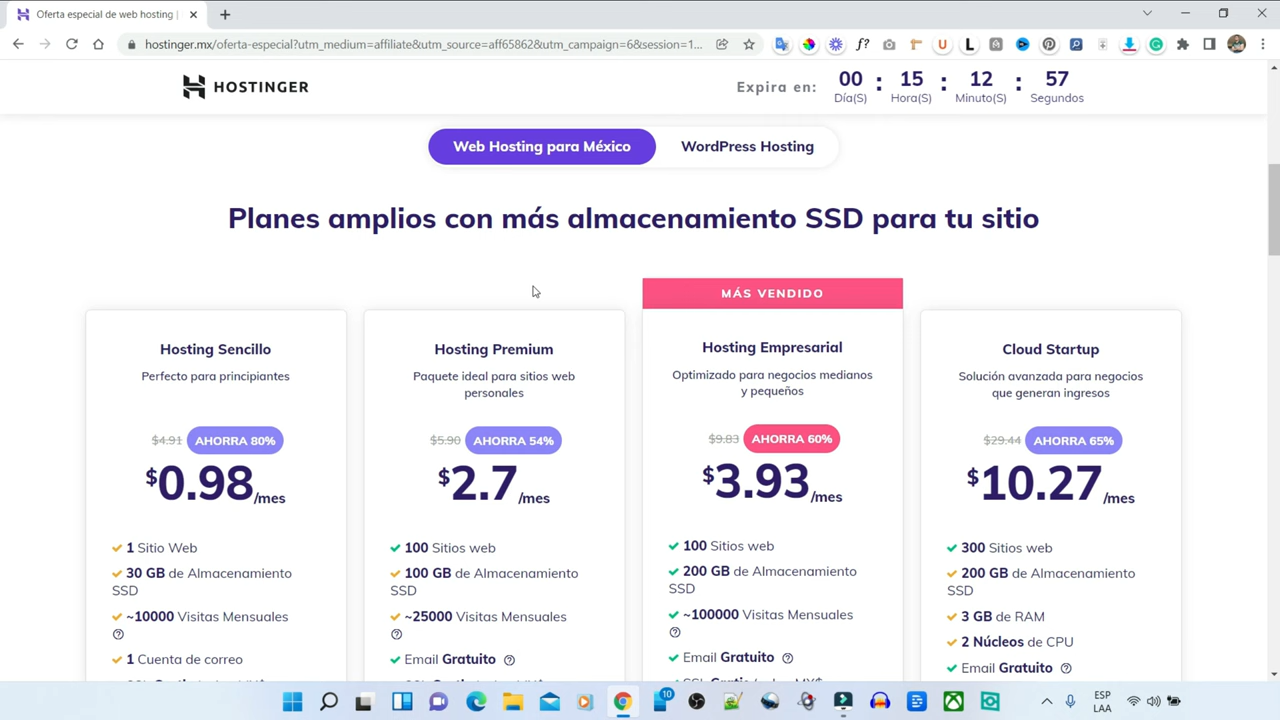 Oferta especial de web hosting |
hostinger.mx/oferta-especial?utm_medium=affiliate&utm_source=aff65862&utm_campaign=6&session=1...
HOSTINGER
Expira en:
00 : 15 : 12 : 57
Día(S) Hora(S) Minuto(S) Segundos
Web Hosting para México
WordPress Hosting
Planes amplios con más almacenamiento SSD para tu sitio
Hosting Sencillo
Perfecto para principiantes
$4.91 AHORRA 80%
$0.98/mes
1 Sitio Web
30 GB de Almacenamiento
SSD
~10000 Visitas Mensuales
1 Cuenta de correo
Hosting Premium
Paquete ideal para sitios web
personales
$5.90 AHORRA 54%
$2.7/mes
100 Sitios web
100 GB de Almacenamiento
SSD
~25000 Visitas Mensuales
Email Gratuito
MÁS VENDIDO
Hosting Empresarial
Optimizado para negocios medianos
y pequeños
$9.83 AHORRA 60%
$3.93/mes
100 Sitios web
200 GB de Almacenamiento
SSD
~100000 Visitas Mensuales
Email Gratuito
Cloud Startup
Solución avanzada para negocios
que generan ingresos
$29.44 AHORRA 65%
$10.27/mes
300 Sitios web
200 GB de Almacenamiento
SSD
3 GB de RAM
2 Núcleos de CPU
Email Gratuito
10
ESP
LAA